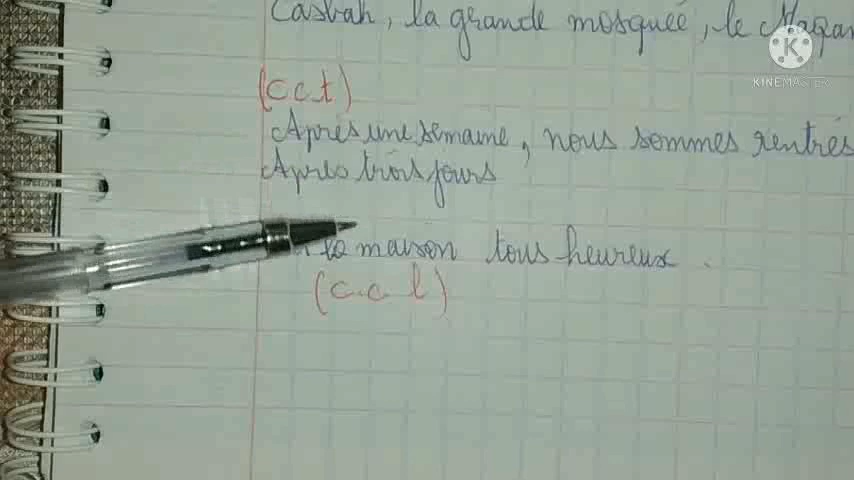 Casbah, la grande mosquée, le Maqam
KINEMASTER
(c c t)
Après une semaine, nous sommes rentrés
Après trois jours
la maison tous heureux.
(c.c l)